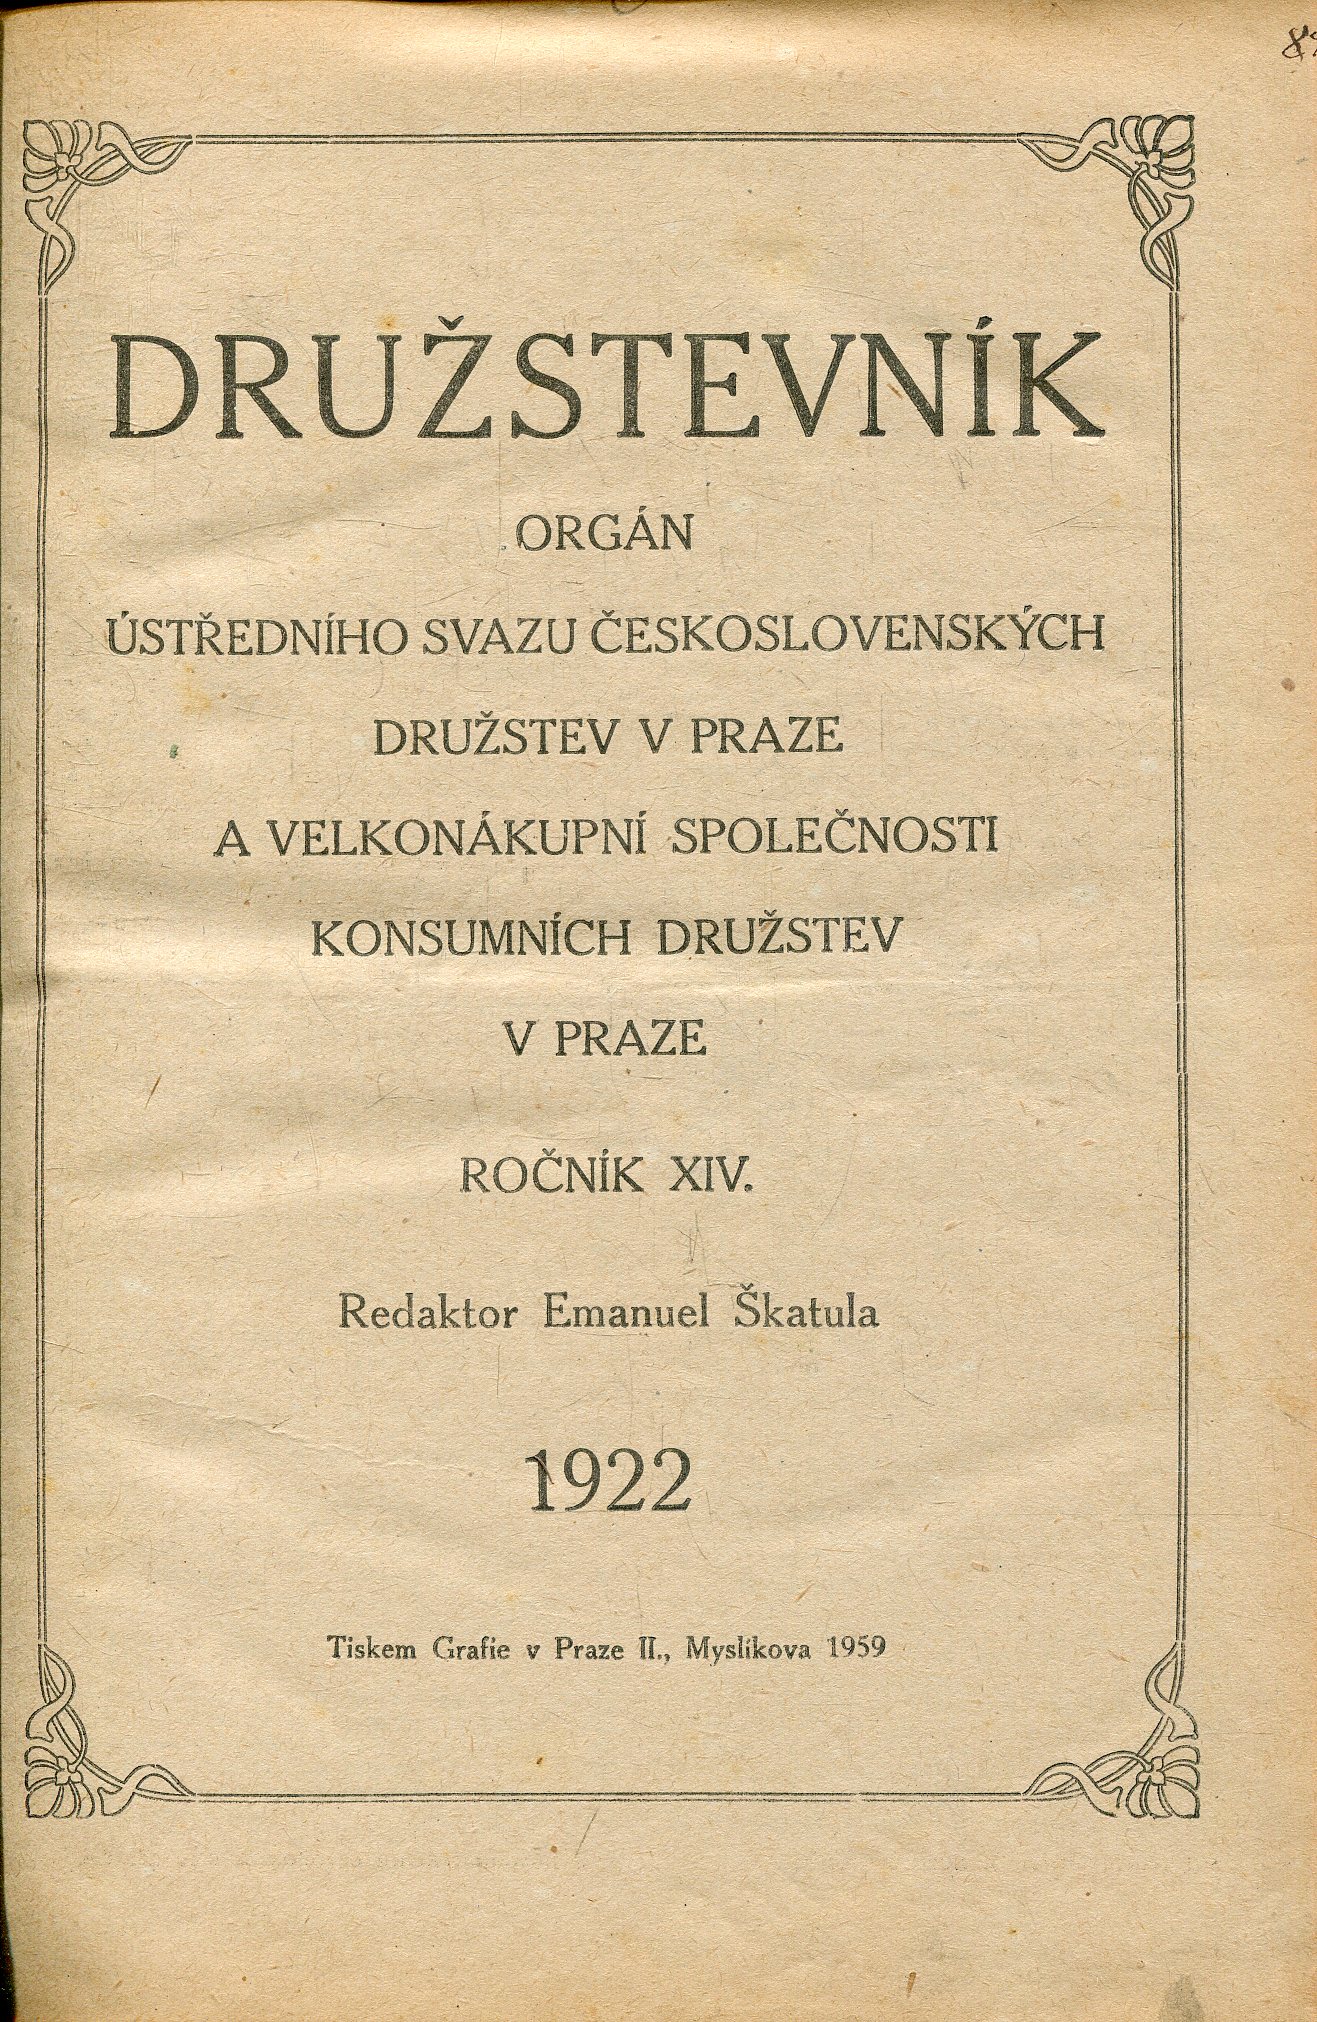 DRUŽSTEVNÍK
ORGÁN
ÚSTŘEDNÍHO SVAZU ČESKOSLOVENSKÝCH
DRUŽSTEV V PRAZE
A VELKONÁKUPNÍ SPOLEČNOSTI
KONSUMNÍCH DRUŽSTEV
V PRAZE
ROČNÍK XIV.
Redaktor Emanuel Škatula
1922
Tiskem Grafie v Praze II., Myslíkova 1959